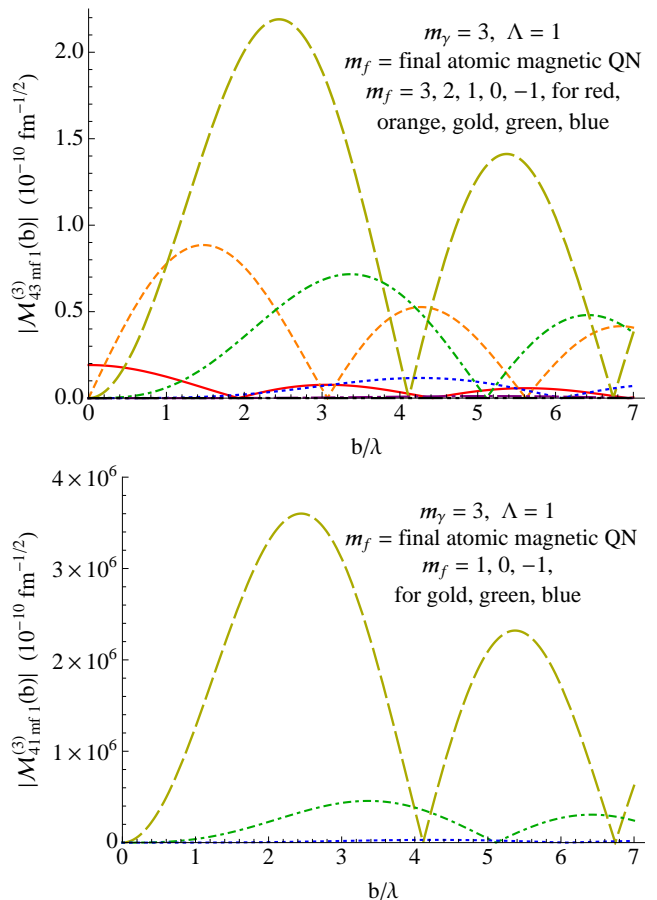 m_γ = 3, Λ = 1
m_f = final atomic magnetic QN
m_f = 3, 2, 1, 0, −1, for red,
orange, gold, green, blue
|ℳ^{(3)}_{43 mf 1}(b)| (10^{−10} fm^{−1/2})
2.0
1.5
1.0
0.5
0.0
0 1 2 3 4 5 6 7
b/λ
m_γ = 3, Λ = 1
m_f = final atomic magnetic QN
m_f = 1, 0, −1,
for gold, green, blue
|ℳ^{(3)}_{41 mf 1}(b)| (10^{−10} fm^{−1/2})
4×10^6
3×10^6
2×10^6
1×10^6
0
0 1 2 3 4 5 6 7
b/λ